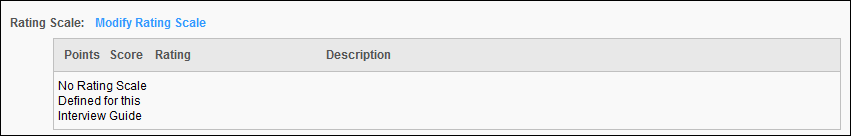 Rating Scale: Modify Rating Scale
Points Score Rating Description
No Rating Scale
Defined for this
Interview Guide